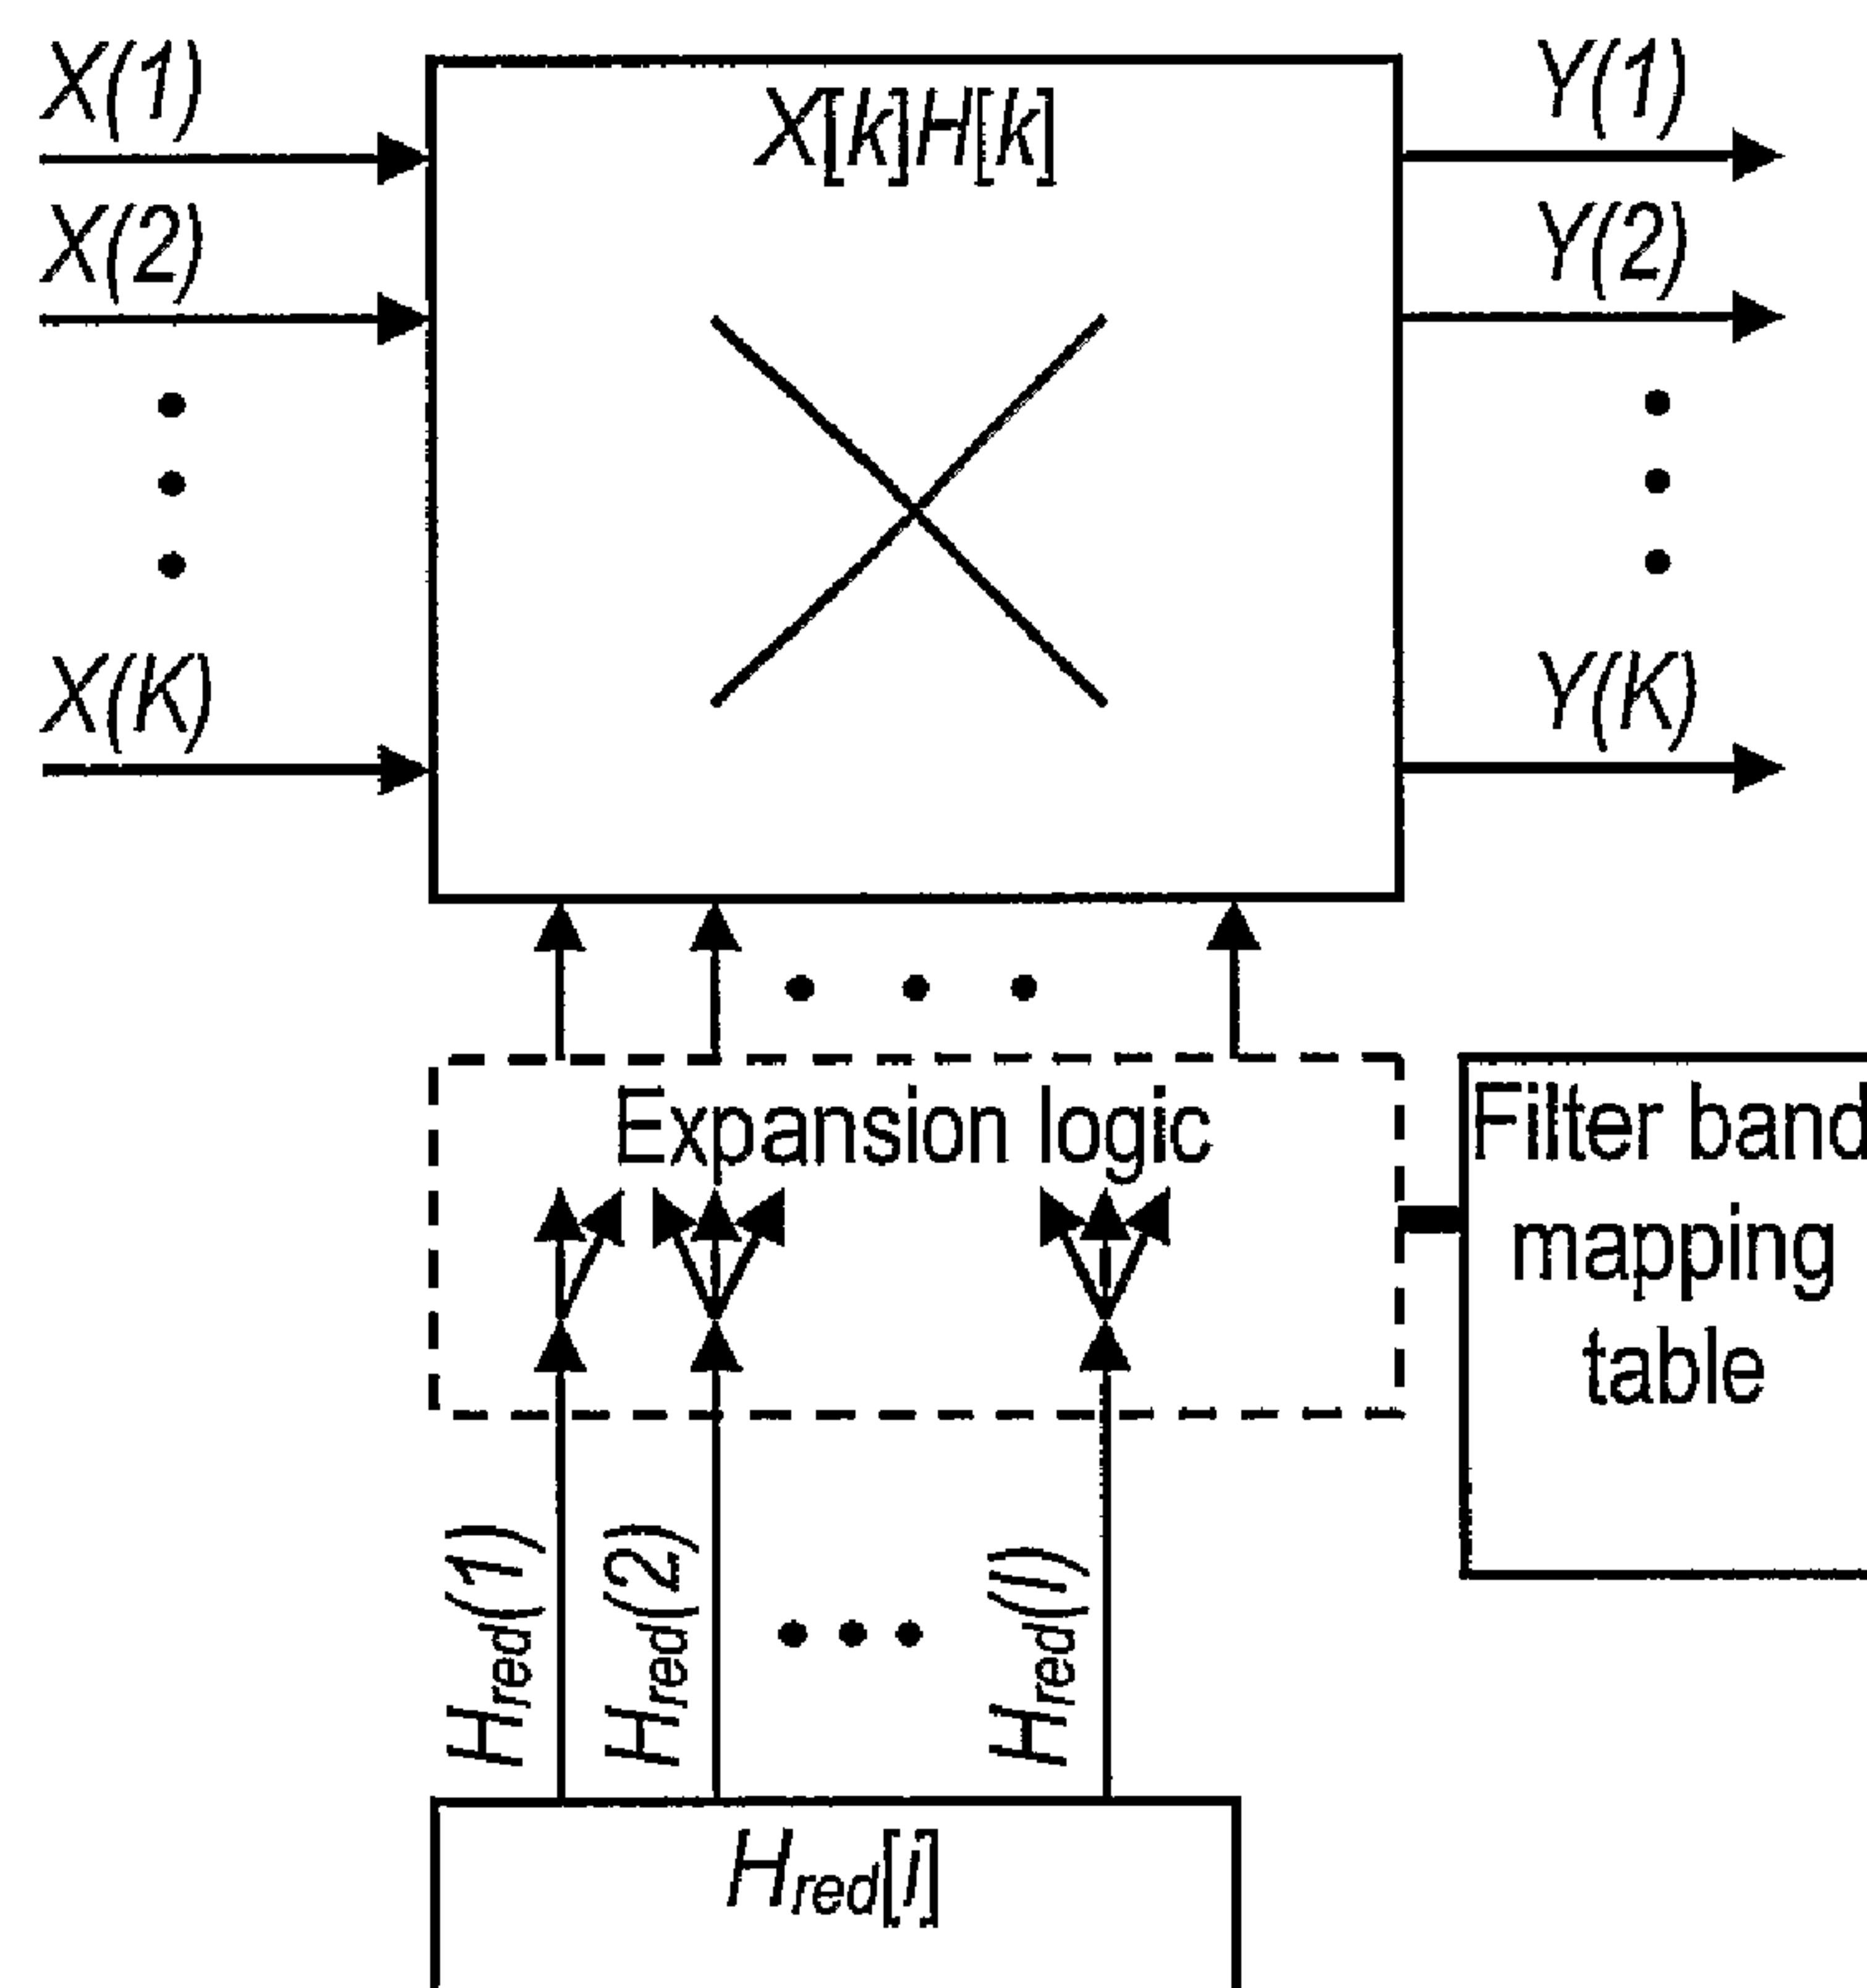 X(1)
X[k]H[k]
Y(1)
X(2)
Y(2)
X(K)
Y(K)
Expansion logic
Filter band
mapping
table
Hred(1)
Hred(2)
Hred(I)
Hred[i]